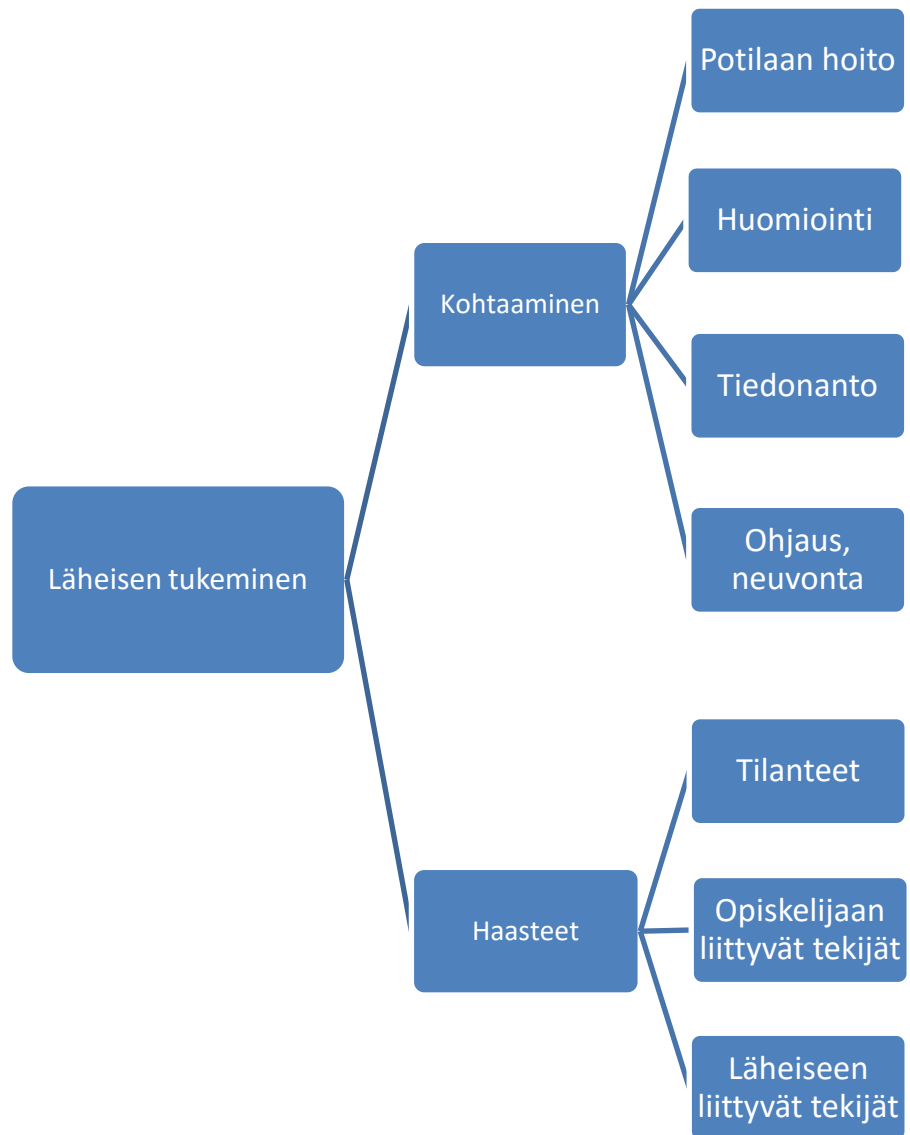 Läheisen tukeminen
Kohtaaminen
Potilaan hoito
Huomiointi
Tiedonanto
Ohjaus,
neuvonta
Haasteet
Tilanteet
Opiskelijaan
liittyvät tekijät
Läheiseen
liittyvät tekijät